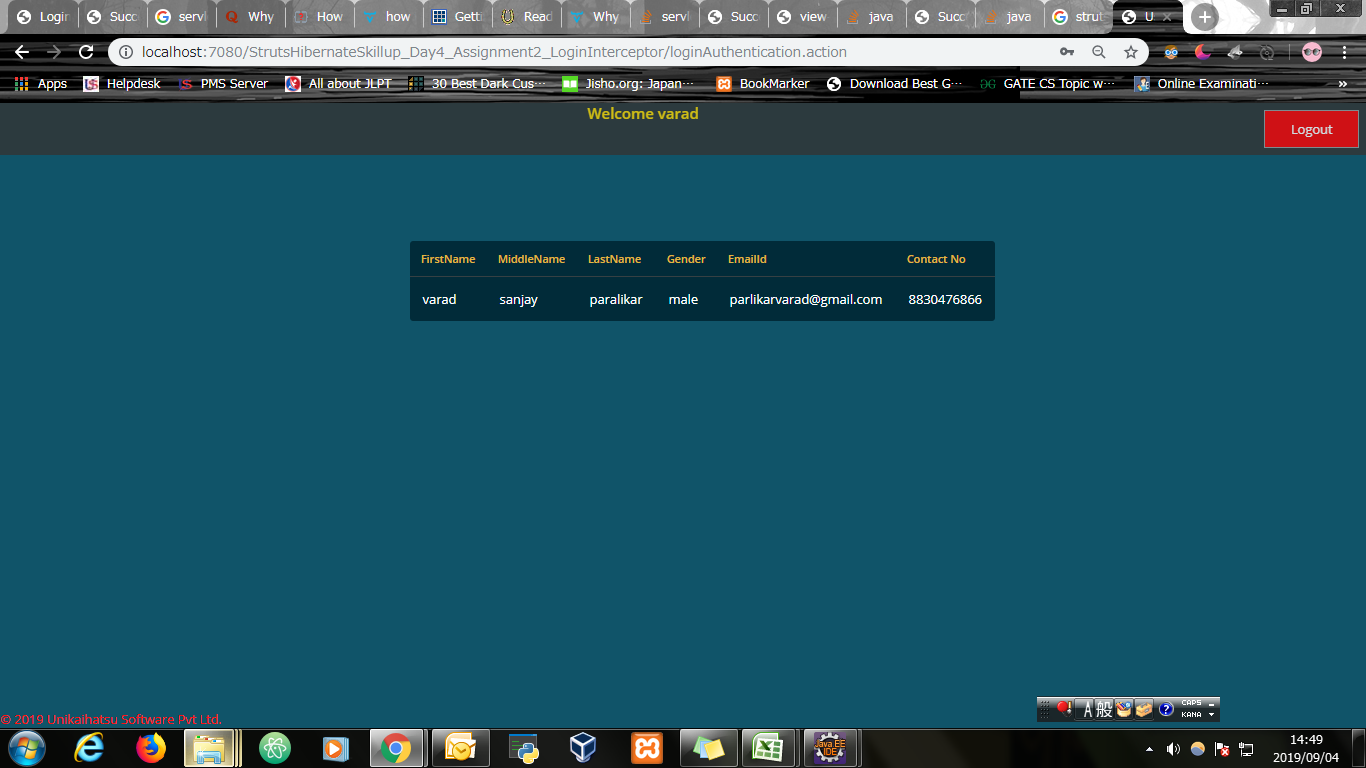 Login Succ servl Why How how Getti Read Why servl Succ view java Succ java strut U
localhost:7080/StrutsHibernateSkillup_Day4_Assignment2_LoginInterceptor/loginAuthentication.action
Apps Helpdesk PMS Server All about JLPT 30 Best Dark Cus… Jisho.org: Japan… BookMarker Download Best G… GATE CS Topic w… Online Examinati… »
Welcome varad
Logout
FirstName MiddleName LastName Gender EmailId Contact No
varad sanjay paralikar male parlikarvarad@gmail.com 8830476866
A 般 CAPS
KANA
© 2019 Unikaihatsu Software Pvt Ltd.
Java EE
IDE
14:49
2019/09/04